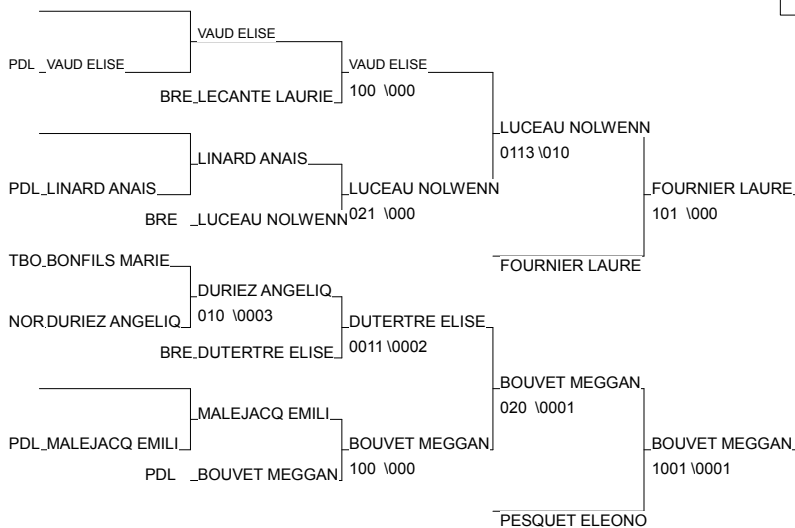 VAUD ELISE
PDL VAUD ELISE VAUD ELISE
BRE LECANTE LAURIE 100 \000
LUCEAU NOLWENN
0113 \010
LINARD ANAIS
PDL LINARD ANAIS LUCEAU NOLWENN FOURNIER LAURE
BRE LUCEAU NOLWENN 021 \000 101 \000
TBO BONFILS MARIE FOURNIER LAURE
DURIEZ ANGELIQ
010 \0003
NOR DURIEZ ANGELIQ DUTERTRE ELISE
BRE DUTERTRE ELISE 0011 \0002
BOUVET MEGGAN
020 \0001
MALEJACQ EMILI
PDL MALEJACQ EMILI BOUVET MEGGAN BOUVET MEGGAN
PDL BOUVET MEGGAN 100 \000 1001 \0001
PESQUET ELEONO